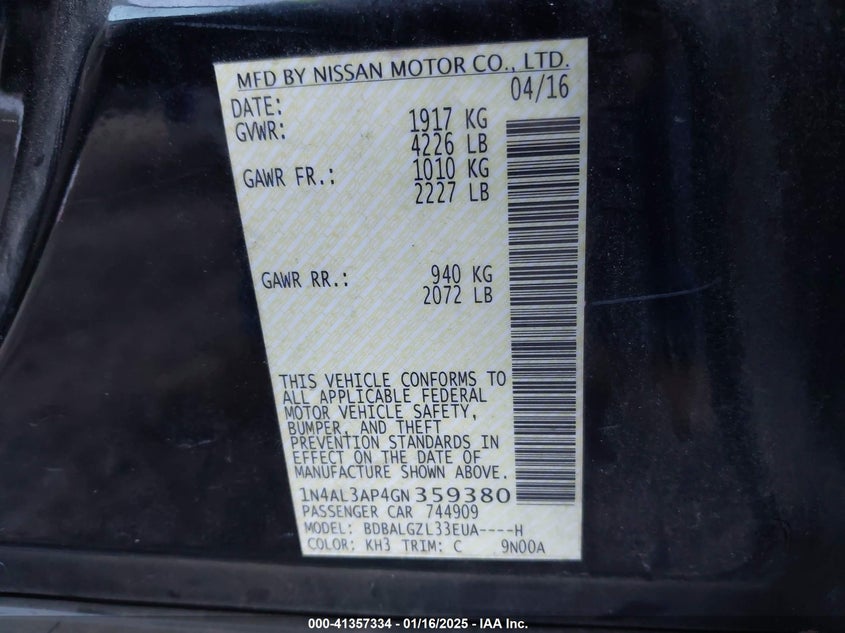 MFD BY NISSAN MOTOR CO., LTD.
DATE: 04/16
GVWR: 1917 KG
4226 LB
GAWR FR.: 1010 KG
2227 LB
GAWR RR.: 940 KG
2072 LB
THIS VEHICLE CONFORMS TO
ALL APPLICABLE FEDERAL
MOTOR VEHICLE SAFETY,
BUMPER, AND THEFT
PREVENTION STANDARDS IN
EFFECT ON THE DATE OF
MANUFACTURE SHOWN ABOVE.
1N4AL3AP4GN359380
PASSENGER CAR 744909
MODEL: BDBALGZL33EUA----H
COLOR: KH3 TRIM: C 9N00A
000-41357334 - 01/16/2025 - IAA Inc.